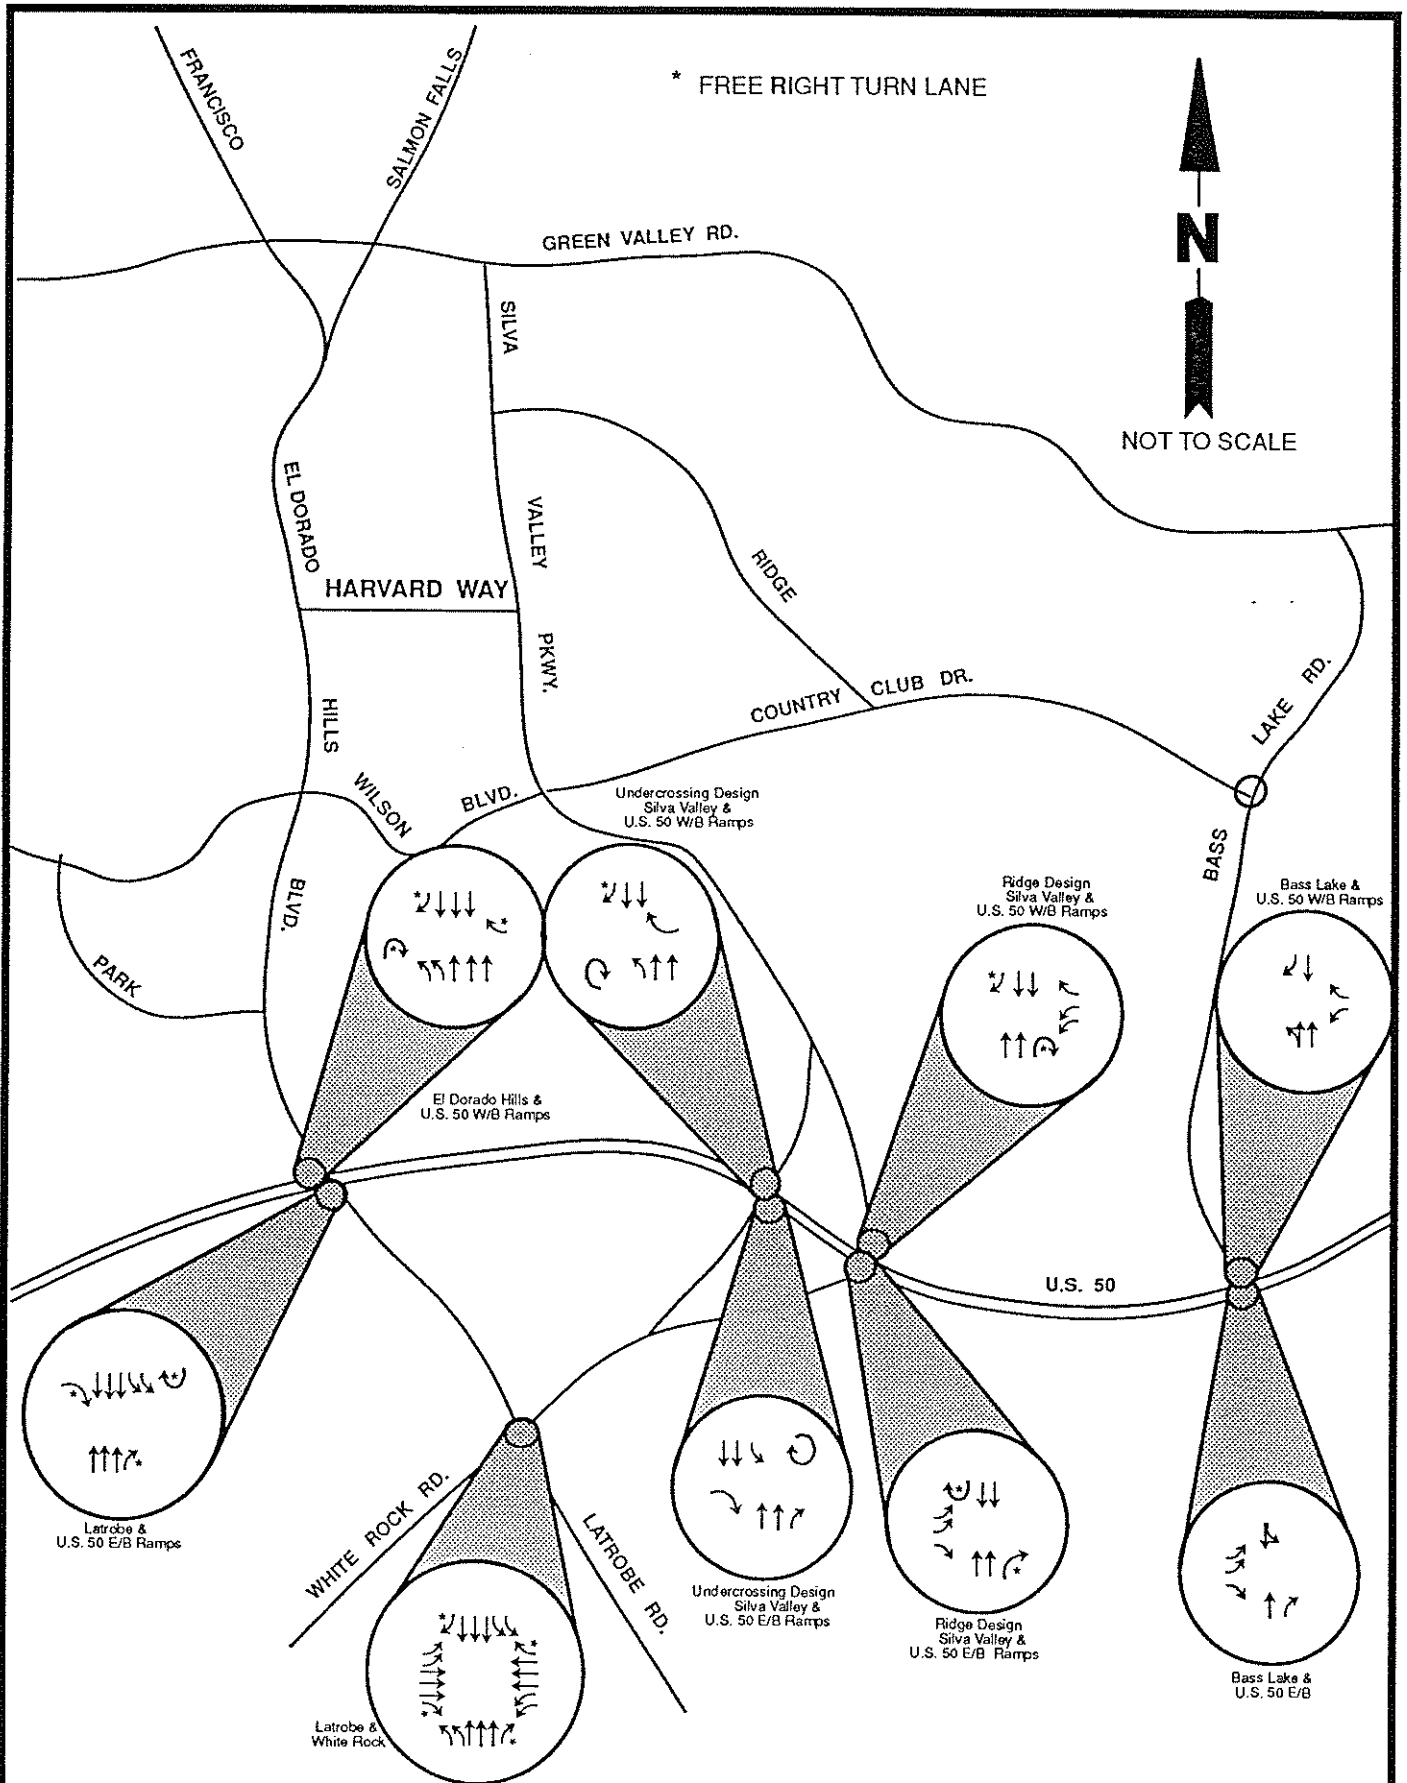 FRANCISCO
SALMON FALLS
* FREE RIGHT TURN LANE
N
NOT TO SCALE
GREEN VALLEY RD.
SILVA
VALLEY
PKWY.
EL DORADO
HILLS
BLVD.
HARVARD WAY
RIDGE
COUNTRY CLUB DR.
LAKE RD.
BASS
WILSON
BLVD.
PARK
Undercrossing Design
Silva Valley &
U.S. 50 W/B Ramps
Ridge Design
Silva Valley &
U.S. 50 W/B Ramps
Bass Lake &
U.S. 50 W/B Ramps
El Dorado Hills &
U.S. 50 W/B Ramps
U.S. 50
Latrobe &
U.S. 50 E/B Ramps
WHITE ROCK RD.
LATROBE RD.
Undercrossing Design
Silva Valley &
U.S. 50 E/B Ramps
Ridge Design
Silva Valley &
U.S. 50 E/B Ramps
Bass Lake &
U.S. 50 E/B
Latrobe &
White Rock